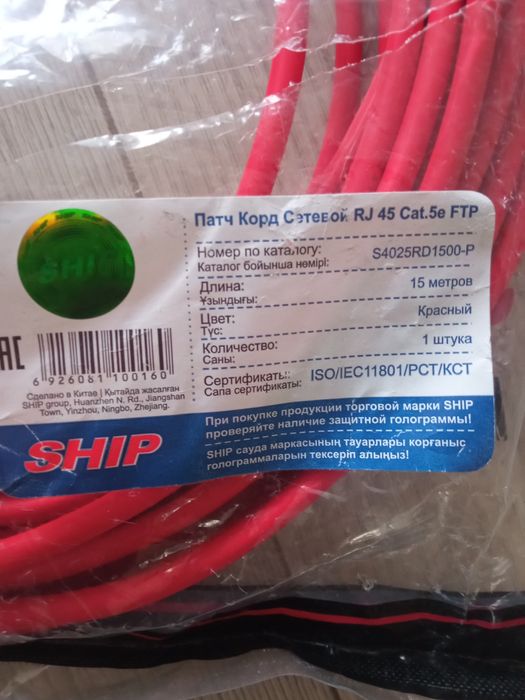 Патч Корд Сетевой RJ 45 Cat.5e FTP
Номер по каталогу: S4025RD1500-P
Каталог бойынша нөмірі:
Длина: 15 метров
Ұзындығы:
Цвет: Красный
Түс:
Количество: 1 штука
Саны:
Сертификаты: ISO/IEC11801/РСТ/КСТ
Сапа сертификаты:
SHIP
EAC
6 926081 100160
Сделано в Китае | Қытайда жасалған
SHIP group, Huanzhen N. Rd., Jiangshan
Town, Yinzhou, Ningbo, Zhejiang.
SHIP
При покупке продукции торговой марки SHIP
проверяйте наличие защитной голограммы!
SHIP сауда маркасының тауарлары қорғаныс
голограммаларын тексеріп алыңыз!